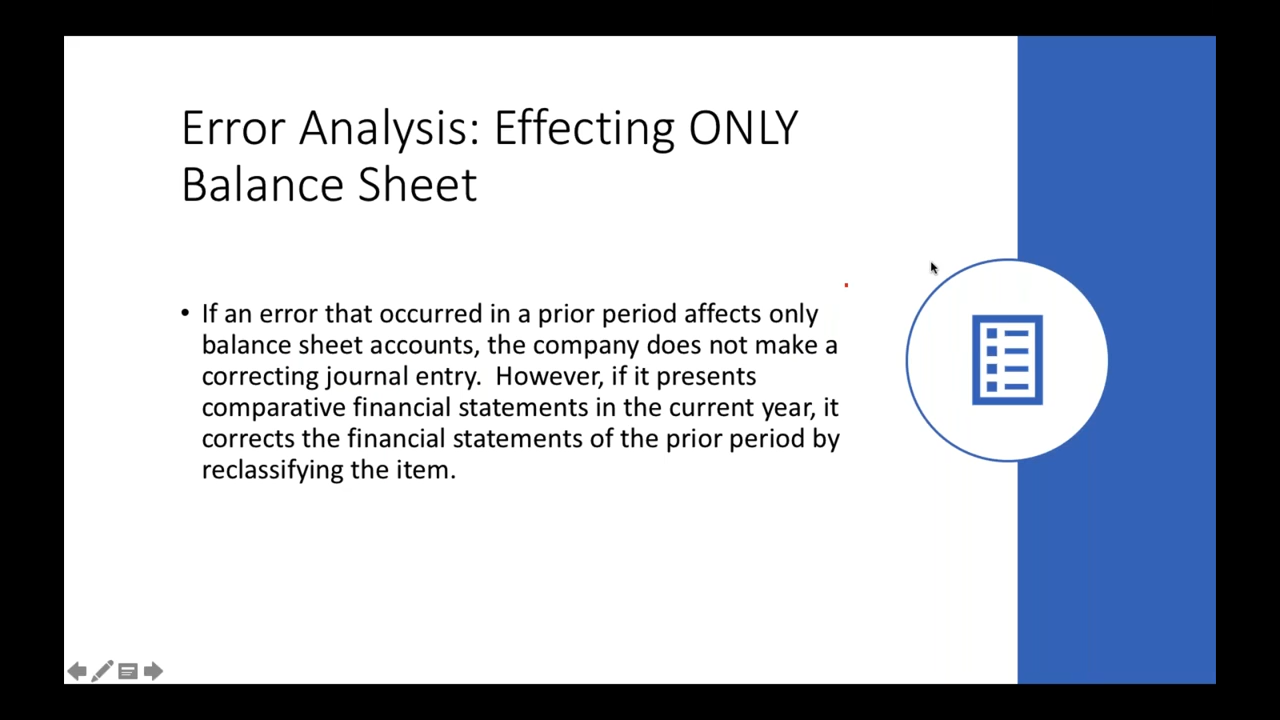 Error Analysis: Effecting ONLY
Balance Sheet
• If an error that occurred in a prior period affects only
balance sheet accounts, the company does not make a
correcting journal entry.  However, if it presents
comparative financial statements in the current year, it
corrects the financial statements of the prior period by
reclassifying the item.